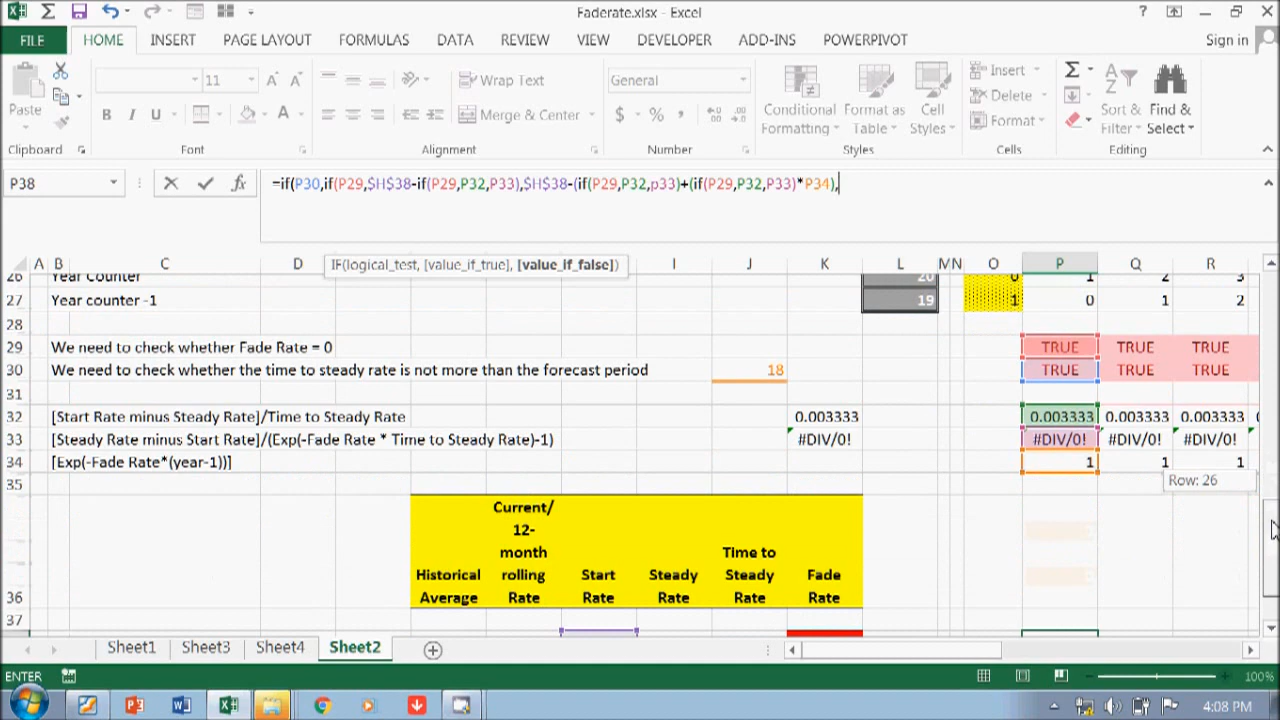 Faderate.xlsx - Excel
FILE HOME INSERT PAGE LAYOUT FORMULAS DATA REVIEW VIEW DEVELOPER ADD-INS POWERPIVOT Sign in
Paste
11
Wrap Text
General
Conditional Formatting
Format as Table
Cell Styles
Insert
Delete
Format
Sort & Filter
Find & Select
B I U
Merge & Center
$ % ,
Clipboard Font Alignment Number Styles Cells Editing
P38 =if(P30,if(P29,$H$38-if(P29,P32,P33),$H$38-(if(P29,P32,p33)+(if(P29,P32,P33)*P34),
IF(logical_test, [value_if_true], [value_if_false])
A B C D I J K L M N O P Q R
26 Year Counter 20 0 1 2 3
27 Year counter -1 19 1 0 1 2
28
29 We need to check whether Fade Rate = 0 TRUE TRUE TRUE
30 We need to check whether the time to steady rate is not more than the forecast period 18 TRUE TRUE TRUE
31
32 [Start Rate minus Steady Rate]/Time to Steady Rate 0.003333 0.003333 0.003333 0.003333 0
33 [Steady Rate minus Start Rate]/(Exp(-Fade Rate * Time to Steady Rate)-1) #DIV/0! #DIV/0! #DIV/0! #DIV/0!
34 [Exp(-Fade Rate*(year-1))] 1 1 1
Row: 26
35
36 Historical Average Current/ 12-month rolling Rate Start Rate Steady Rate Time to Steady Rate Fade Rate
37
Sheet1 Sheet3 Sheet4 Sheet2
ENTER 100%
4:08 PM